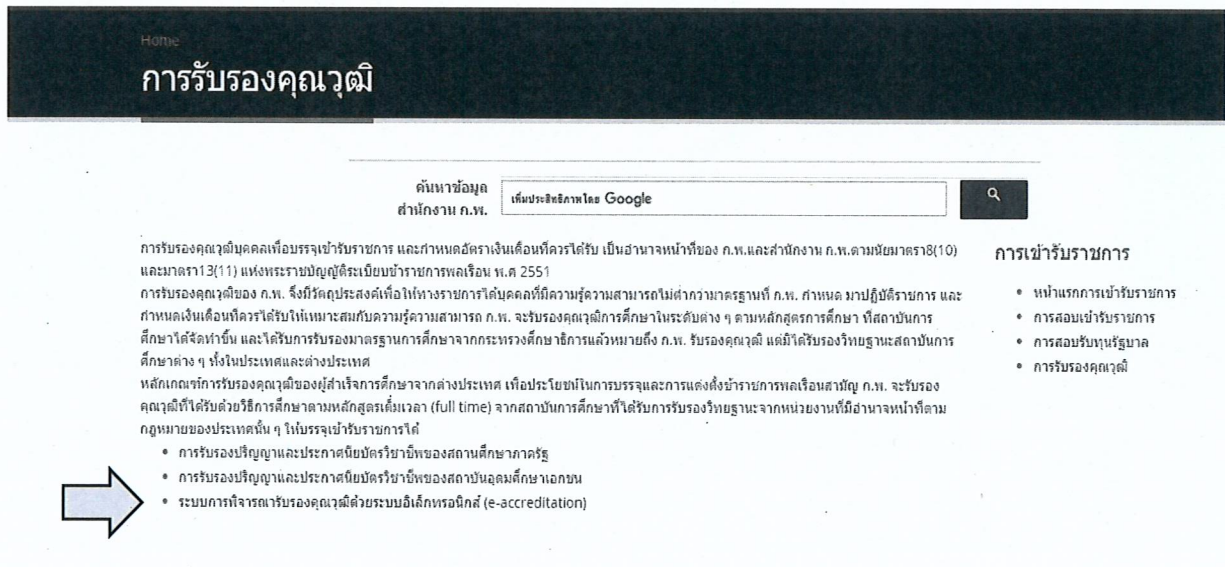 Home
การรับรองคุณวุฒิ
ค้นหาข้อมูล
สำนักงาน ก.พ.
เพิ่มประสิทธิภาพโดย Google
การรับรองคุณวุฒิบุคคลเพื่อบรรจุเข้ารับราชการ และกำหนดอัตราเงินเดือนที่ควรได้รับ เป็นอำนาจหน้าที่ของ ก.พ.และสำนักงาน ก.พ.ตามนัยมาตรา8(10)
และมาตรา13(11) แห่งพระราชบัญญัติระเบียบข้าราชการพลเรือน พ.ศ 2551
การรับรองคุณวุฒิของ ก.พ. จึงมีวัตถุประสงค์เพื่อให้ทางราชการได้บุคคลที่มีความรู้ความสามารถไม่ต่ำกว่ามาตรฐานที่ ก.พ. กำหนด มาปฏิบัติราชการ และ
กำหนดเงินเดือนที่ควรได้รับให้เหมาะสมกับความรู้ความสามารถ ก.พ. จะรับรองคุณวุฒิการศึกษาในระดับต่าง ๆ ตามหลักสูตรการศึกษา ที่สถาบันการ
ศึกษาได้จัดทำขึ้น และได้รับการรับรองมาตรฐานการศึกษาจากกระทรวงศึกษาธิการแล้วหมายถึง ก.พ. รับรองคุณวุฒิ แต่มิได้รับรองวิทยฐานะสถาบันการ
ศึกษาต่าง ๆ ทั้งในประเทศและต่างประเทศ
หลักเกณฑ์การรับรองคุณวุฒิของผู้สำเร็จการศึกษาจากต่างประเทศ เพื่อประโยชน์ในการบรรจุและการแต่งตั้งข้าราชการพลเรือนสามัญ ก.พ. จะรับรอง
คุณวุฒิที่ได้รับด้วยวิธีการศึกษาตามหลักสูตรเต็มเวลา (full time) จากสถาบันการศึกษาที่ได้รับการรับรองวิทยฐานะจากหน่วยงานที่มีอำนาจหน้าที่ตาม
กฎหมายของประเทศนั้น ๆ ให้บรรจุเข้ารับราชการได้
• การรับรองปริญญาและประกาศนียบัตรวิชาชีพของสถานศึกษาภาครัฐ
• การรับรองปริญญาและประกาศนียบัตรวิชาชีพของสถาบันอุดมศึกษาเอกชน
• ระบบการพิจารณารับรองคุณวุฒิด้วยระบบอิเล็กทรอนิกส์ (e-accreditation)
การเข้ารับราชการ
• หน้าแรกการเข้ารับราชการ
• การสอบเข้ารับราชการ
• การสอบรับทุนรัฐบาล
• การรับรองคุณวุฒิ